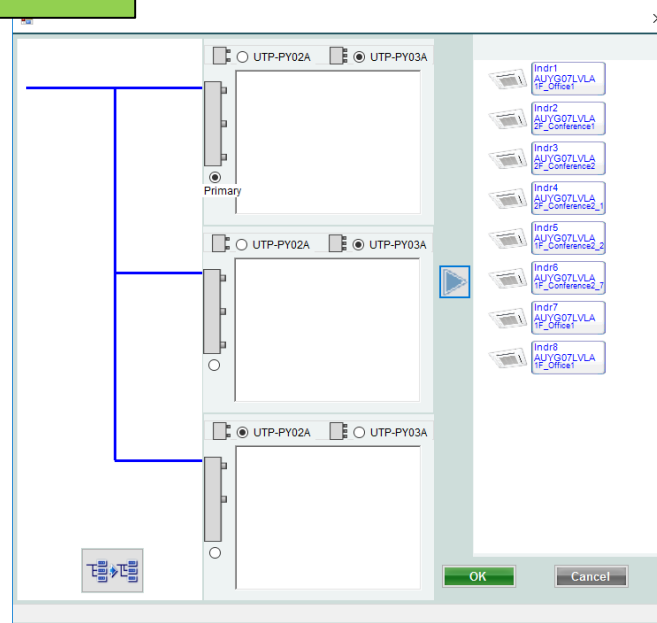 UTP-PY02A UTP-PY03A
Primary
UTP-PY02A UTP-PY03A
UTP-PY02A UTP-PY03A
Indr1
AUYG07LVLA
1F_Office1
Indr2
AUYG07LVLA
2F_Conference1
Indr3
AUYG07LVLA
2F_Conference2
Indr4
AUYG07LVLA
2F_Conference2_1
Indr5
AUYG07LVLA
1F_Conference2_2
Indr6
AUYG07LVLA
1F_Conference2_7
Indr7
AUYG07LVLA
1F_Office1
Indr8
AUYG07LVLA
1F_Office1
OK Cancel